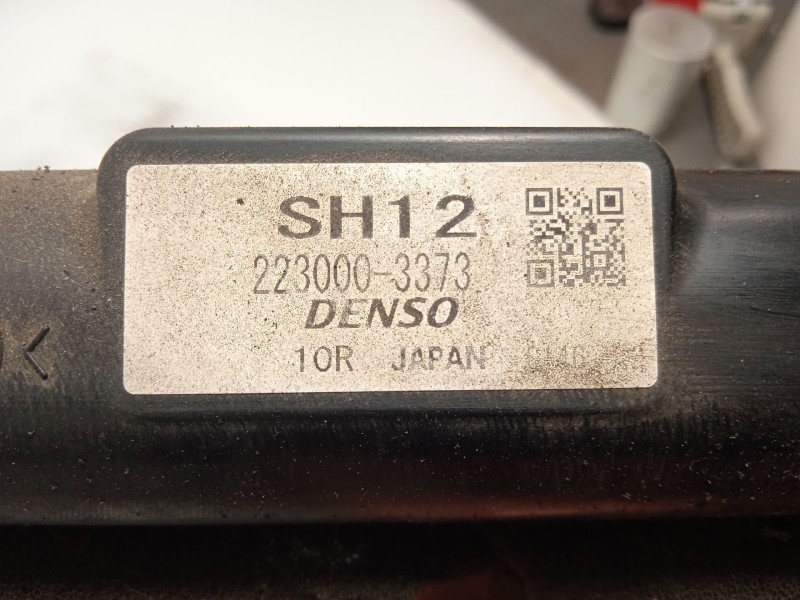 SH12
223000-3373
DENSO
10R JAPAN